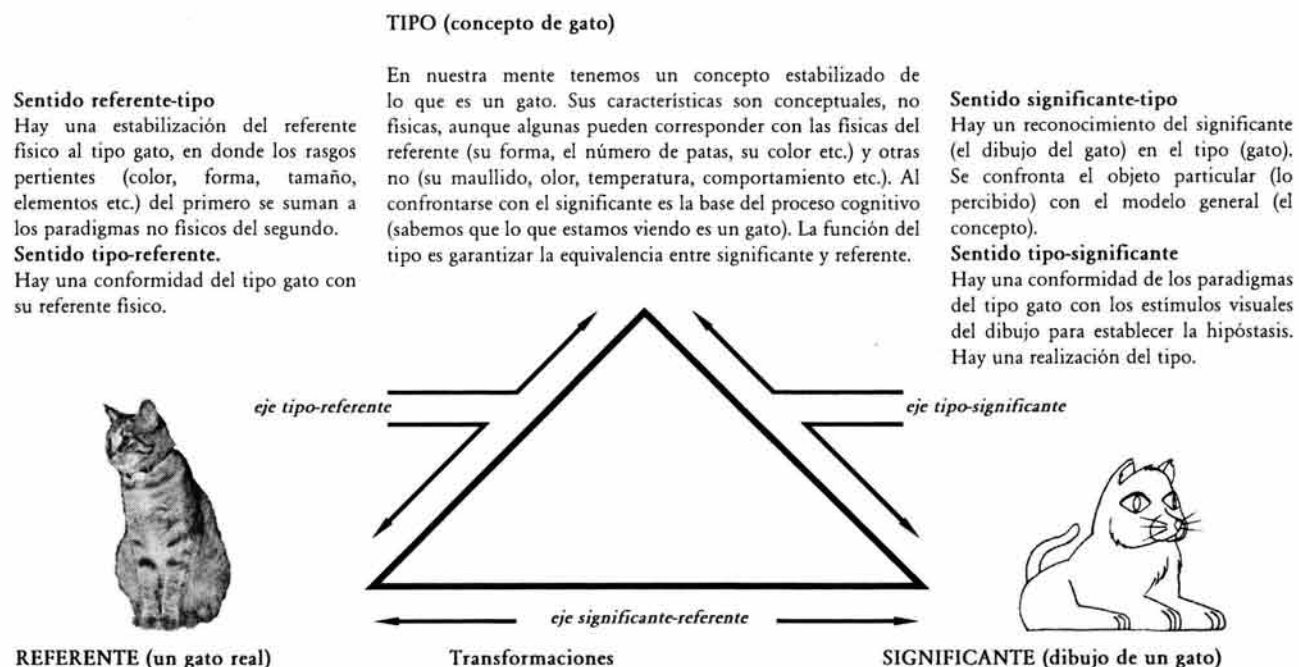 TIPO (concepto de gato)
En nuestra mente tenemos un concepto estabilizado de
lo que es un gato. Sus características son conceptuales, no
físicas, aunque algunas pueden corresponder con las físicas del
referente (su forma, el número de patas, su color etc.) y otras
no (su maullido, olor, temperatura, comportamiento etc.). Al
confrontarse con el significante es la base del proceso cognitivo
(sabemos que lo que estamos viendo es un gato). La función del
tipo es garantizar la equivalencia entre significante y referente.
Sentido referente-tipo
Hay una estabilización del referente
físico al tipo gato, en donde los rasgos
pertientes (color, forma, tamaño,
elementos etc.) del primero se suman a
los paradigmas no físicos del segundo.
Sentido tipo-referente.
Hay una conformidad del tipo gato con
su referente físico.
Sentido significante-tipo
Hay un reconocimiento del significante
(el dibujo del gato) en el tipo (gato).
Se confronta el objeto particular (lo
percibido) con el modelo general (el
concepto).
Sentido tipo-significante
Hay una conformidad de los paradigmas
del tipo gato con los estímulos visuales
del dibujo para establecer la hipóstasis.
Hay una realización del tipo.
eje tipo-referente
eje tipo-significante
eje significante-referente
REFERENTE (un gato real)
Transformaciones
SIGNIFICANTE (dibujo de un gato)